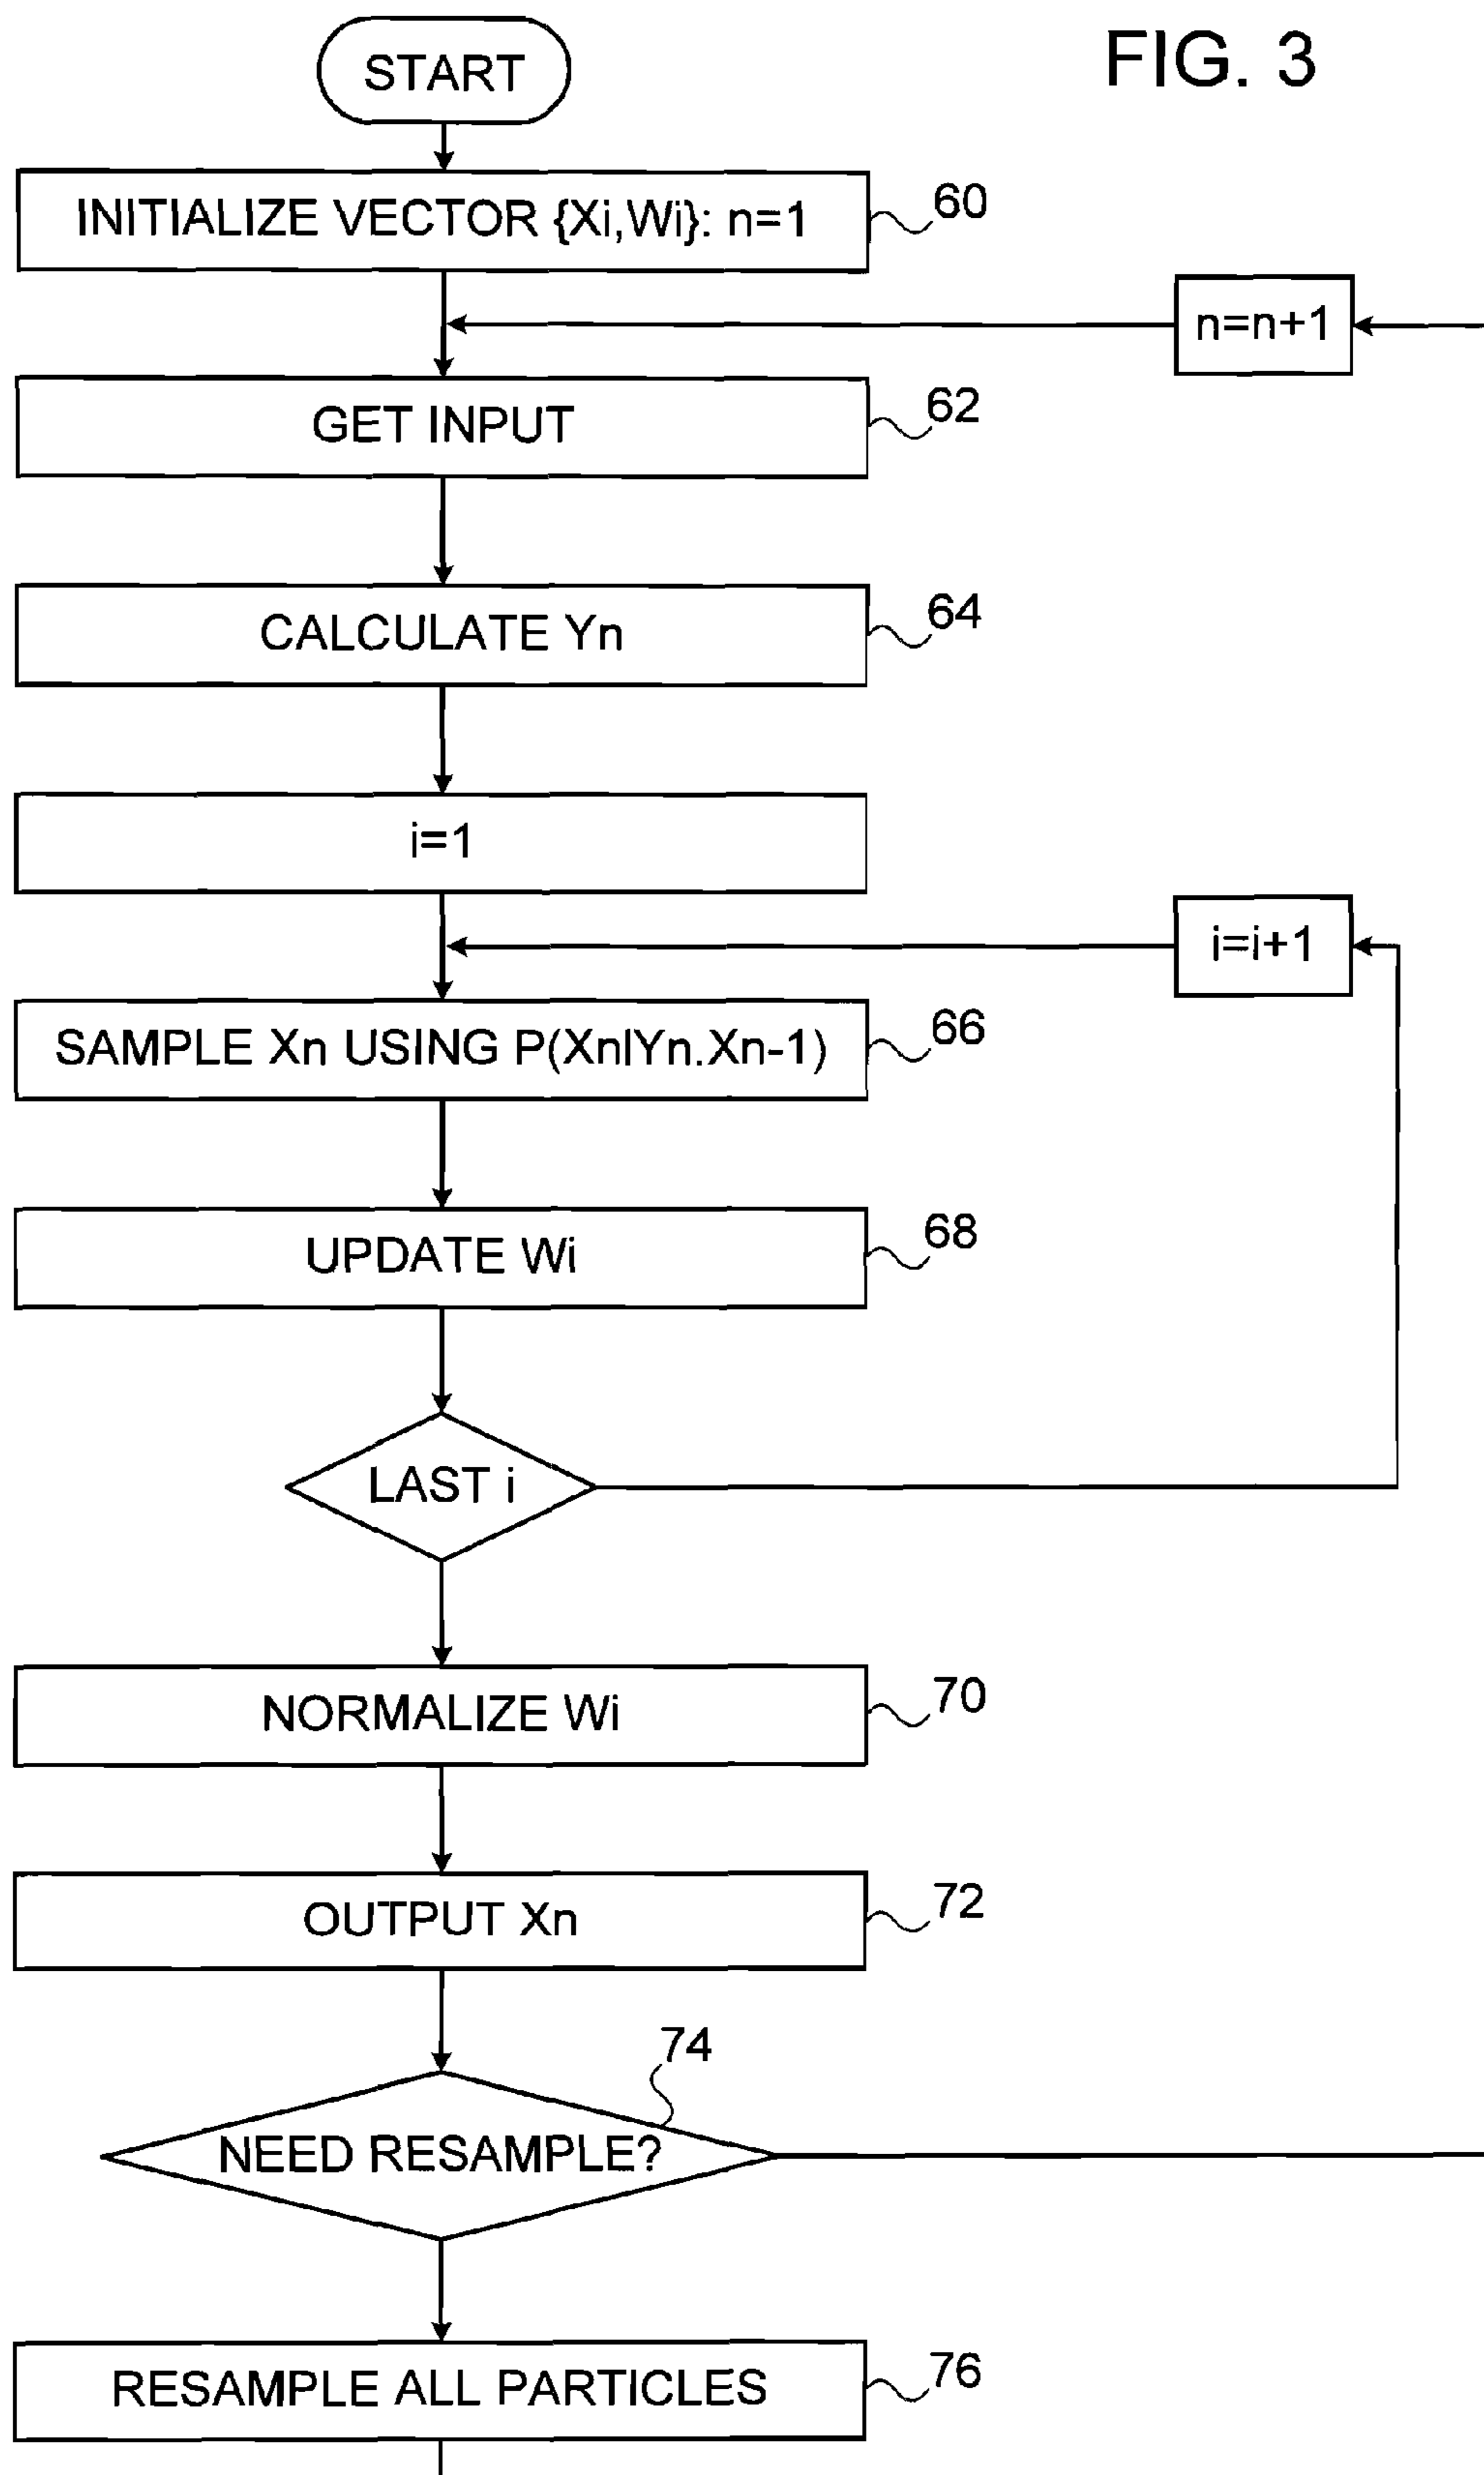 FIG. 3
START
INITIALIZE VECTOR {Xi,Wi}: n=1
60
n=n+1
GET INPUT
62
CALCULATE Yn
64
i=1
i=i+1
SAMPLE Xn USING P(Xn|Yn.Xn-1)
66
UPDATE Wi
68
LAST i
NORMALIZE Wi
70
OUTPUT Xn
72
74
NEED RESAMPLE?
RESAMPLE ALL PARTICLES
76